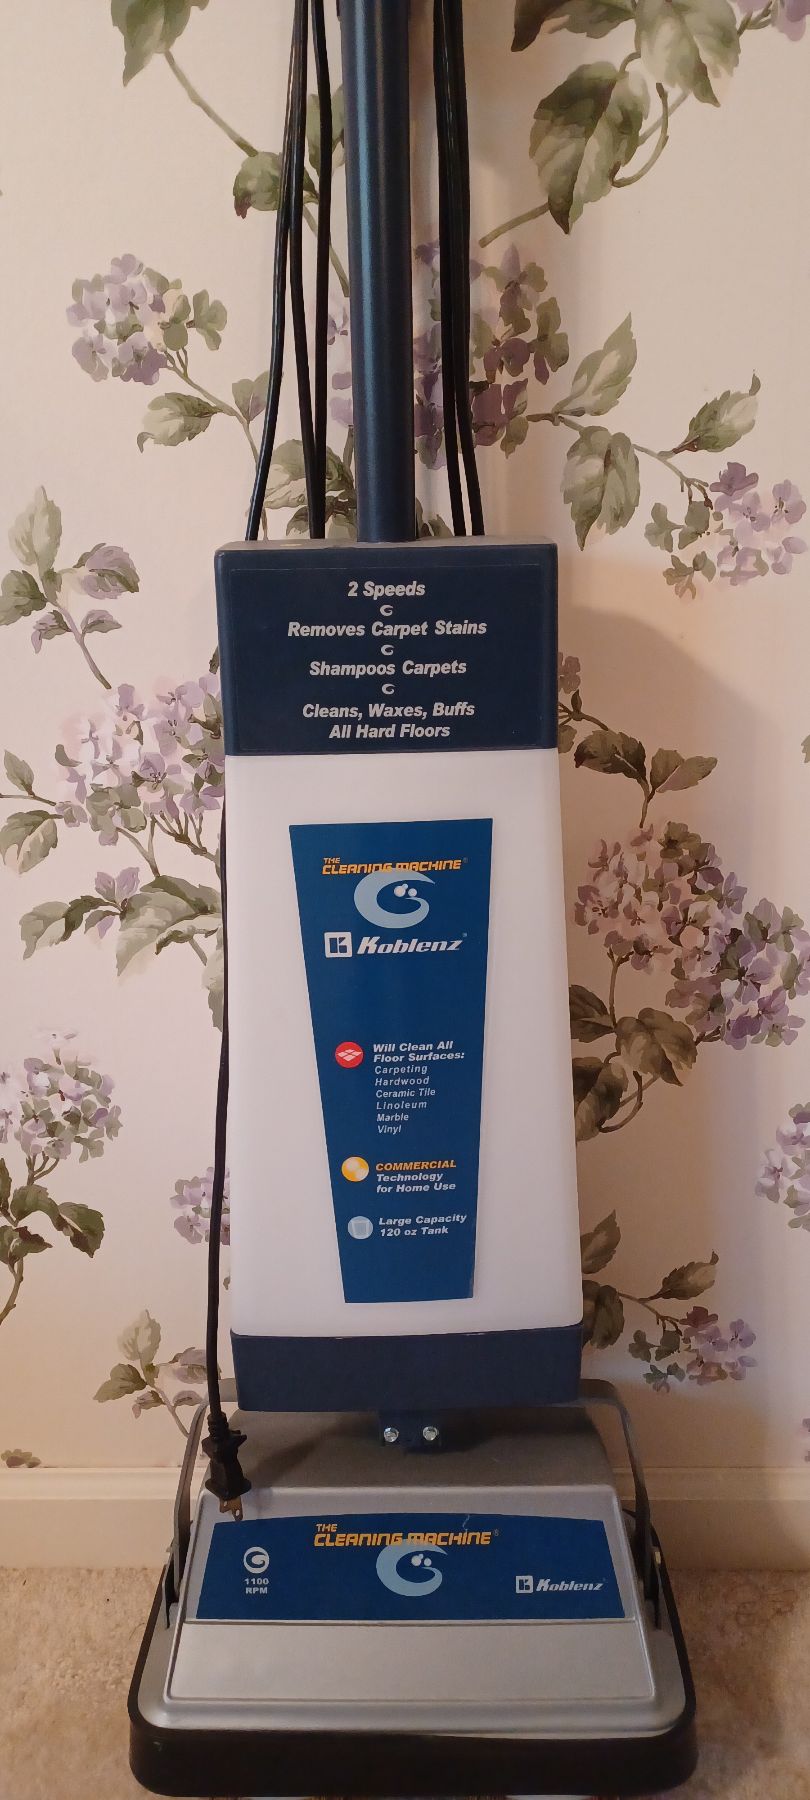 2 Speeds
Removes Carpet Stains
Shampoos Carpets
Cleans, Waxes, Buffs
All Hard Floors
THE
CLEANING MACHINE®
Koblenz®
Will Clean All
Floor Surfaces:
Carpeting
Hardwood
Ceramic Tile
Linoleum
Marble
Vinyl
COMMERCIAL
Technology
for Home Use
Large Capacity
120 oz Tank
THE
CLEANING MACHINE®
1100
RPM
Koblenz®